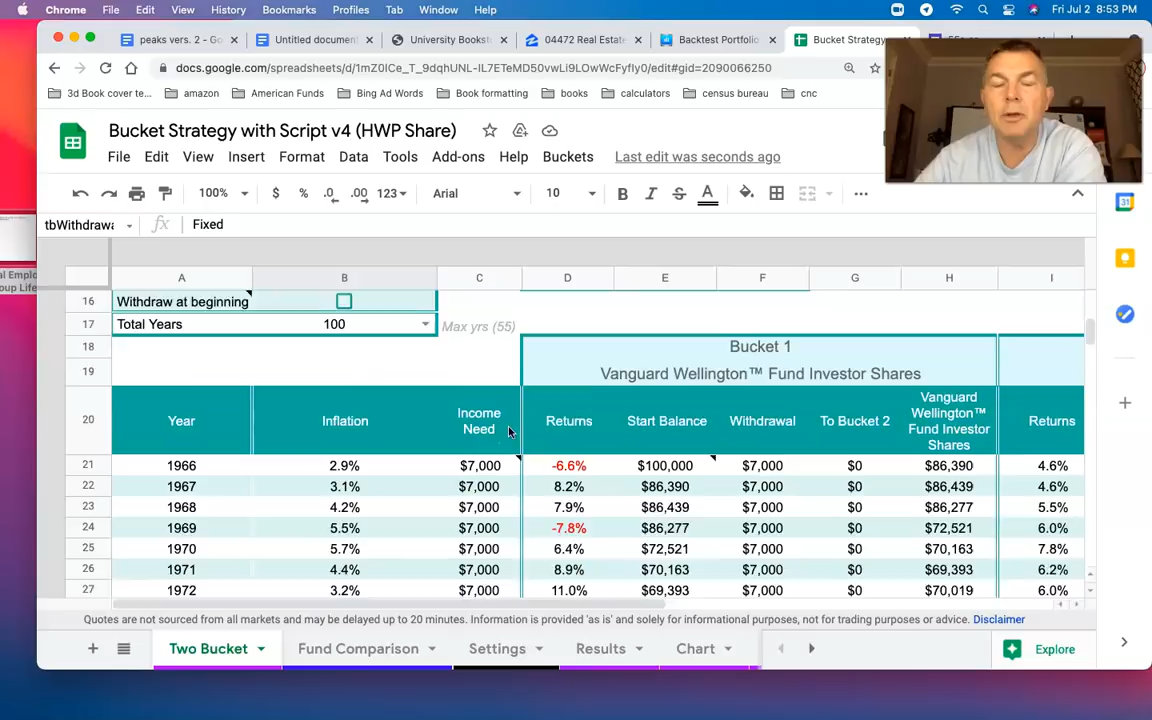 Chrome File Edit View History Bookmarks Profiles Tab Window Help Fri Jul 2 8:53 PM
peaks vers. 2 - Go Untitled documen University Bookst 04472 Real Estate Backtest Portfolio Bucket Strategy
docs.google.com/spreadsheets/d/1mZ0ICe_T_9dqhUNL-IL7ETeMD50vwLi9LOwWcFyfIy0/edit#gid=2090066250
3d Book cover te... amazon American Funds Bing Ad Words Book formatting books calculators census bureau cnc
Bucket Strategy with Script v4 (HWP Share)
File Edit View Insert Format Data Tools Add-ons Help Buckets Last edit was seconds ago
100% $ % .0 .00 123 Arial 10 B I S A
31
tbWithdrawa fx Fixed
al Emplo
oup Life
A B C D E F G H I
16 Withdraw at beginning
17 Total Years 100 Max yrs (55)
18 Bucket 1
19 Vanguard Wellington™ Fund Investor Shares
20 Year Inflation Income Need Returns Start Balance Withdrawal To Bucket 2 Vanguard Wellington™ Fund Investor Shares Returns
21 1966 2.9% $7,000 -6.6% $100,000 $7,000 $0 $86,390 4.6%
22 1967 3.1% $7,000 8.2% $86,390 $7,000 $0 $86,439 4.6%
23 1968 4.2% $7,000 7.9% $86,439 $7,000 $0 $86,277 5.5%
24 1969 5.5% $7,000 -7.8% $86,277 $7,000 $0 $72,521 6.0%
25 1970 5.7% $7,000 6.4% $72,521 $7,000 $0 $70,163 7.8%
26 1971 4.4% $7,000 8.9% $70,163 $7,000 $0 $69,393 6.2%
27 1972 3.2% $7,000 11.0% $69,393 $7,000 $0 $70,019 6.0%
Quotes are not sourced from all markets and may be delayed up to 20 minutes. Information is provided 'as is' and solely for informational purposes, not for trading purposes or advice. Disclaimer
Two Bucket Fund Comparison Settings Results Chart Explore